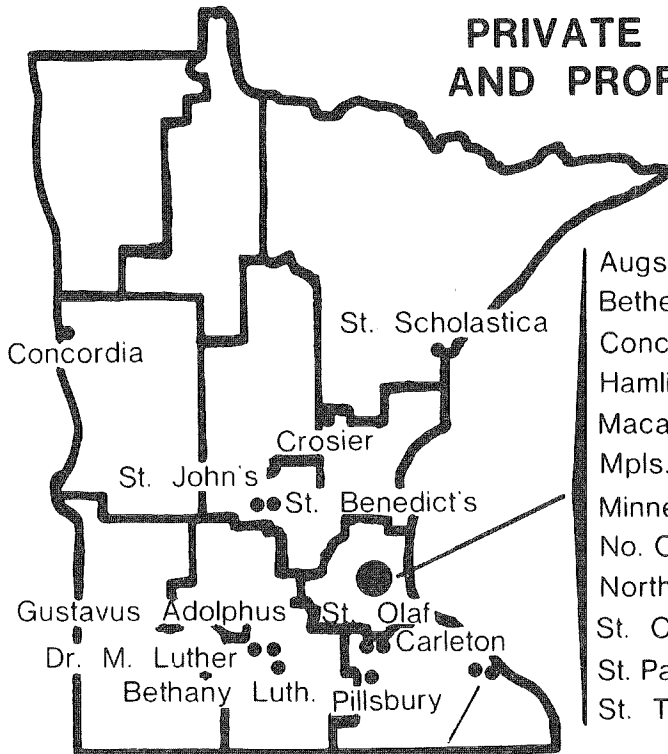 PRIVATE
AND PROF
Augs
Bethe
Conc
Hamli
Maca
Mpls.
Minne
No. C
North
St. C
St. Pa
St. T
St. Scholastica
Concordia
Crosier
St. John's
St. Benedict's
Gustavus Adolphus
St. Olaf
Dr. M. Luther
Carleton
Bethany Luth.
Pillsbury